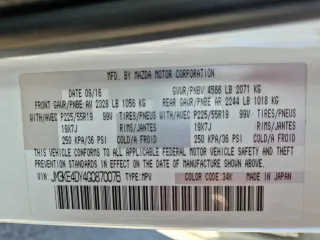 MFD. BY MAZDA MOTOR CORPORATION
DATE 09/16 GVWR/PNBV 4566 LB 2071 KG
FRONT GAWR/PNBE AV 2328 LB 1056 KG REAR GAWR/PNBE AR 2244 LB 1018 KG
WITH/AVEC P225/55R19 99V TIRES/PNEUS WITH/AVEC P225/55R19 99V TIRES/PNEUS
19X7J RIMS/JANTES 19X7J RIMS/JANTES
250 KPA/36 PSI COLD/A FROID 250 KPA/36 PSI COLD/A FROID
THIS VEHICLE CONFORMS TO ALL APPLICABLE FEDERAL MOTOR VEHICLE SAFETY, BUMPER, AND THEFT
PREVENTION STANDARDS IN EFFECT ON THE DATE OF MANUFACTURE SHOWN ABOVE.
VIN: JM3KE4DY4G0870076 TYPE:MPV COLOR CODE:34K MADE IN JAPAN